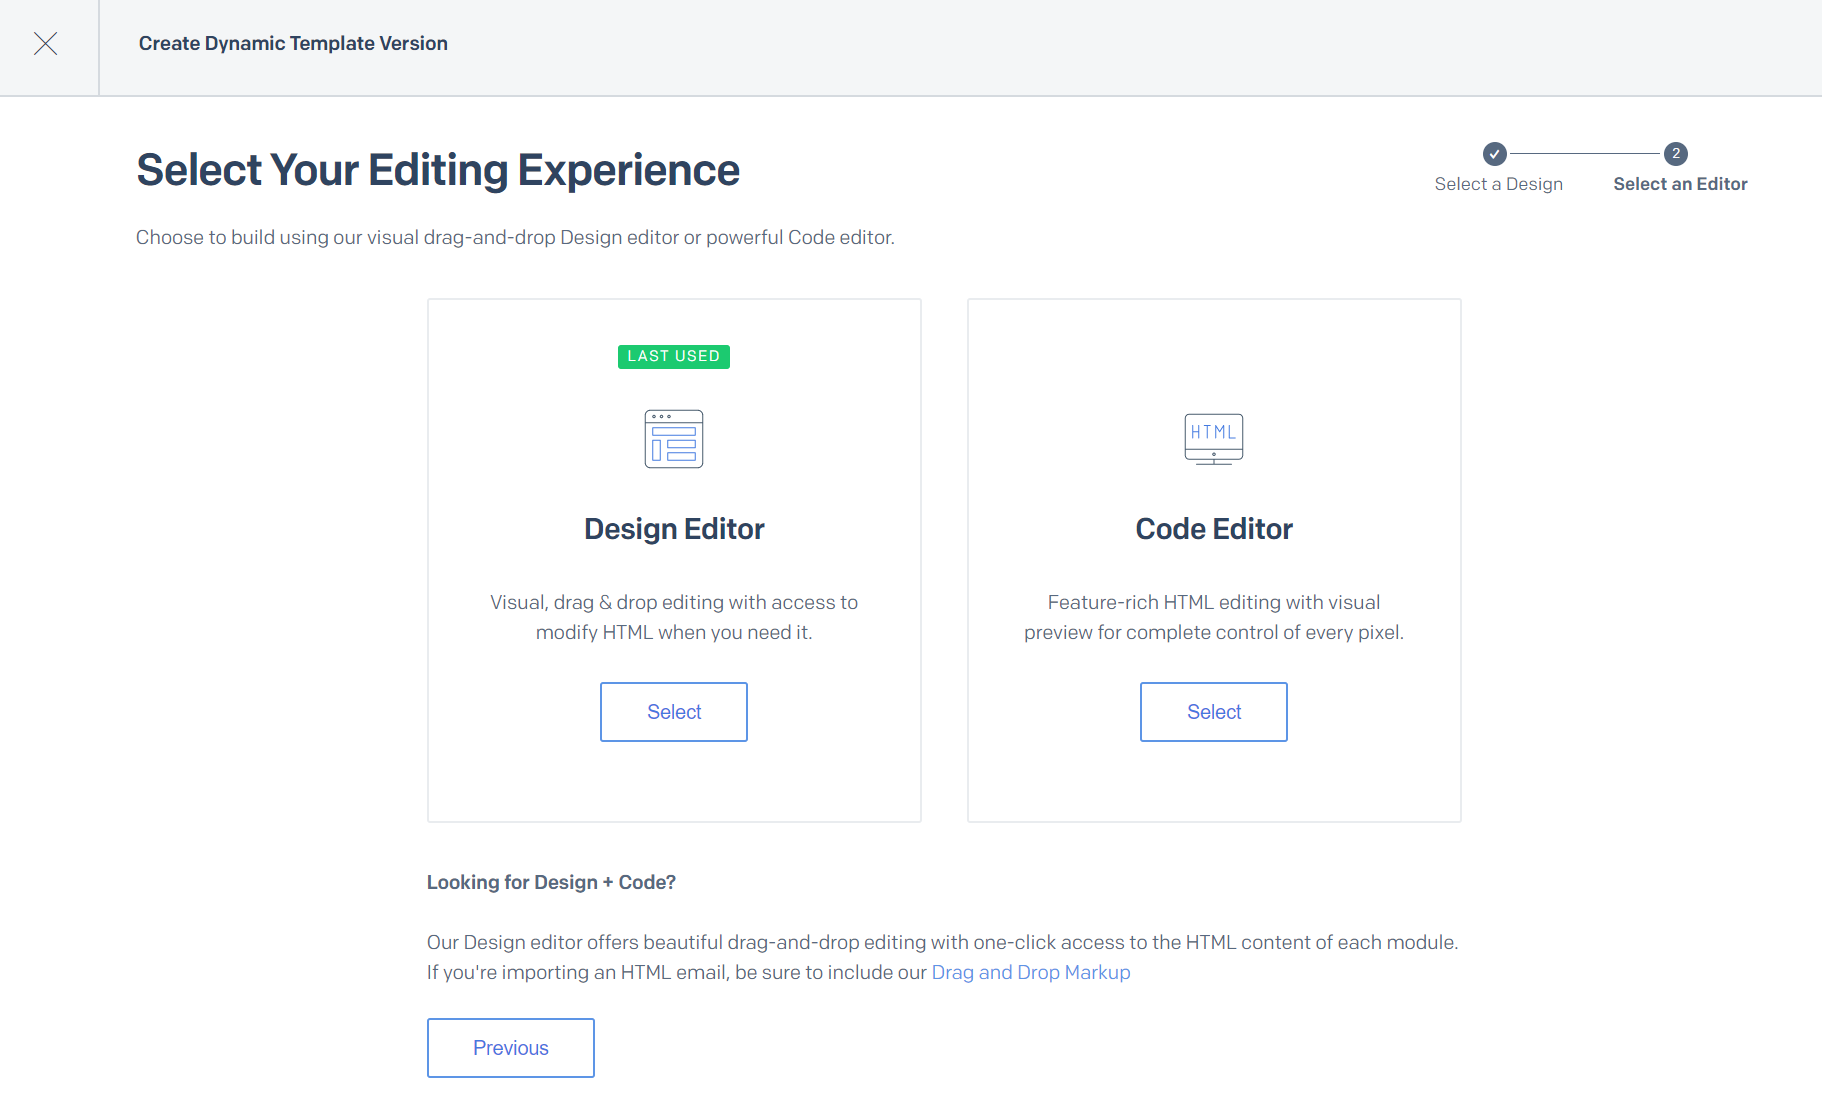 Create Dynamic Template Version
Select Your Editing Experience
2
Select a Design
Select an Editor
Choose to build using our visual drag-and-drop Design editor or powerful Code editor.
LAST USED
Design Editor
Visual, drag & drop editing with access to
modify HTML when you need it.
Select
HTML
Code Editor
Feature-rich HTML editing with visual
preview for complete control of every pixel.
Select
Looking for Design + Code?
Our Design editor offers beautiful drag-and-drop editing with one-click access to the HTML content of each module.
If you're importing an HTML email, be sure to include our Drag and Drop Markup
Previous